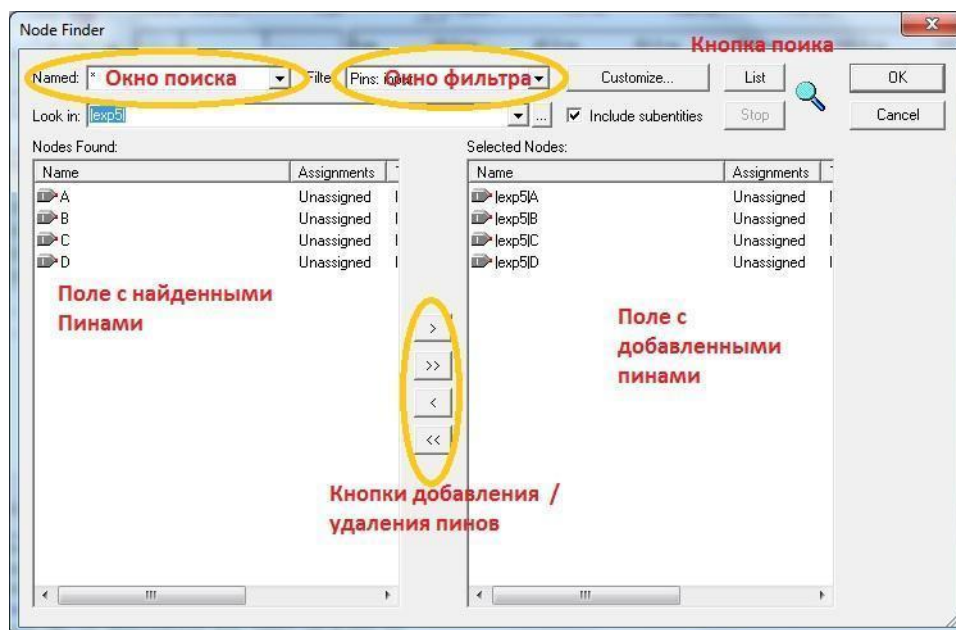 Node Finder
Кнопка поика
Named: * Окно поиска Filte Pins: Окно фильтра Customize... List OK
Look in: |exp5| ... Include subentities Stop Cancel
Nodes Found: Selected Nodes:
Name Assignments Name Assignments
A Unassigned |exp5|A Unassigned
B Unassigned |exp5|B Unassigned
C Unassigned |exp5|C Unassigned
D Unassigned |exp5|D Unassigned
Поле с найденными
Пинами
Поле с
добавленными
пинами
>
>>
<
<<
Кнопки добавления /
удаления пинов